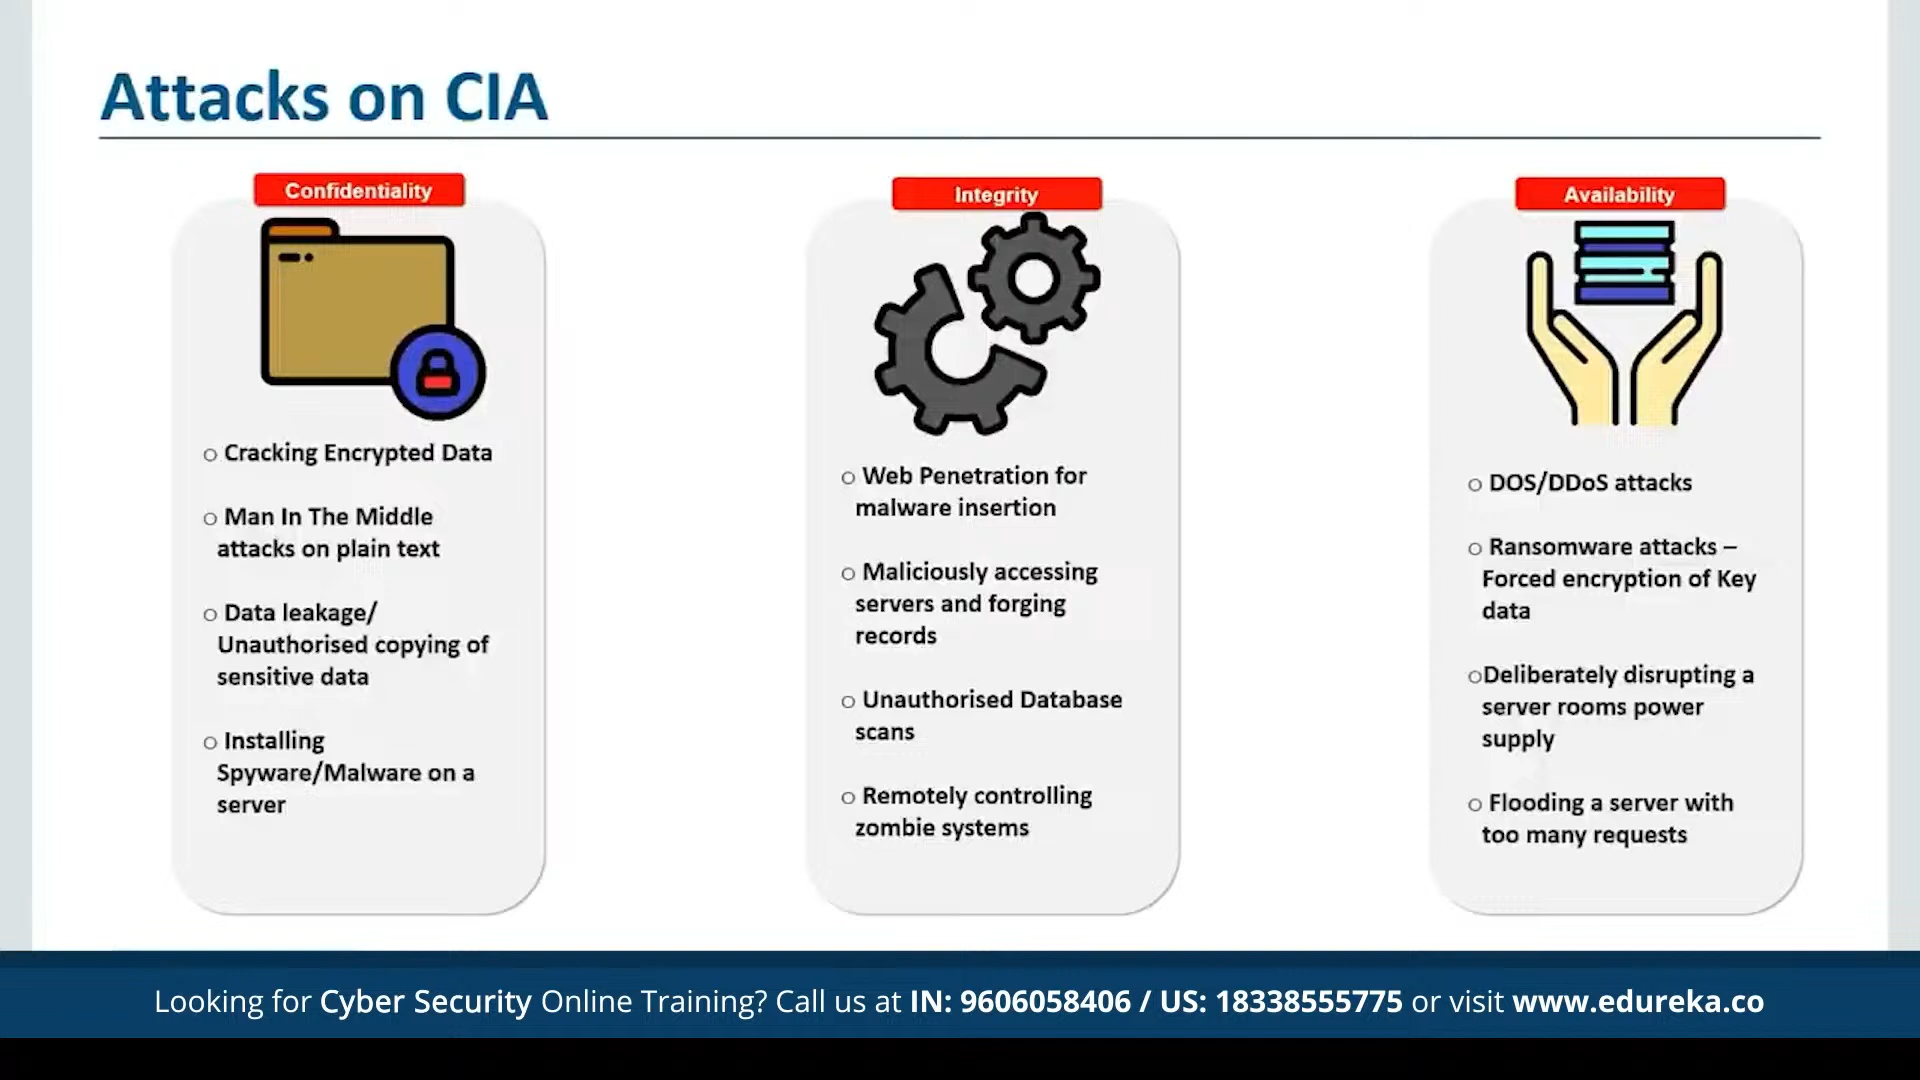 Attacks on CIA
Confidentiality
○ Cracking Encrypted Data
○ Man In The Middle
attacks on plain text
○ Data leakage/
Unauthorised copying of
sensitive data
○ Installing
Spyware/Malware on a
server
Integrity
○ Web Penetration for
malware insertion
○ Maliciously accessing
servers and forging
records
○ Unauthorised Database
scans
○ Remotely controlling
zombie systems
Availability
○ DOS/DDoS attacks
○ Ransomware attacks –
Forced encryption of Key
data
○Deliberately disrupting a
server rooms power
supply
○ Flooding a server with
too many requests
Looking for Cyber Security Online Training? Call us at IN: 9606058406 / US: 18338555775 or visit www.edureka.co